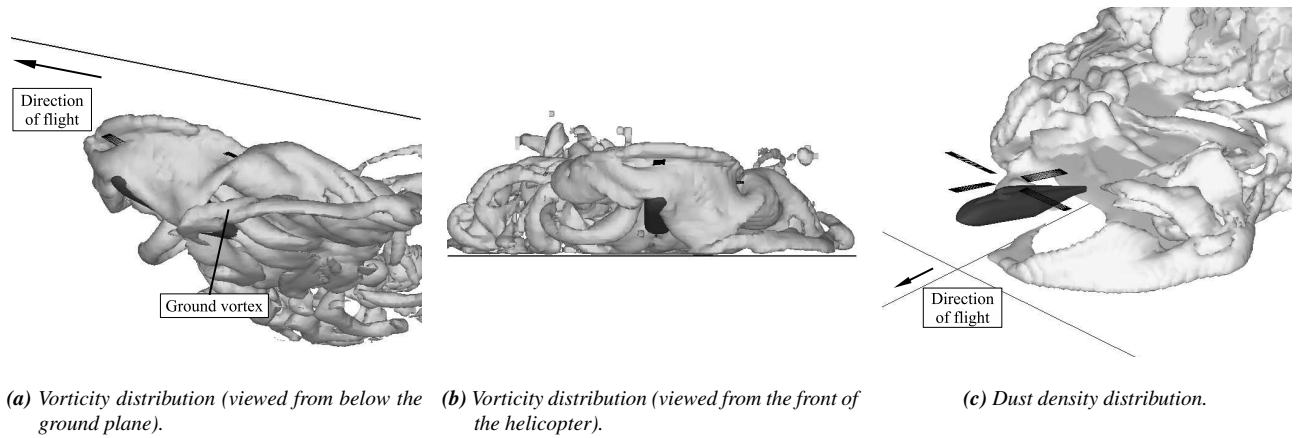 Direction
of flight
Ground vortex
Direction
of flight
(a) Vorticity distribution (viewed from below the
ground plane).
(b) Vorticity distribution (viewed from the front of
the helicopter).
(c) Dust density distribution.